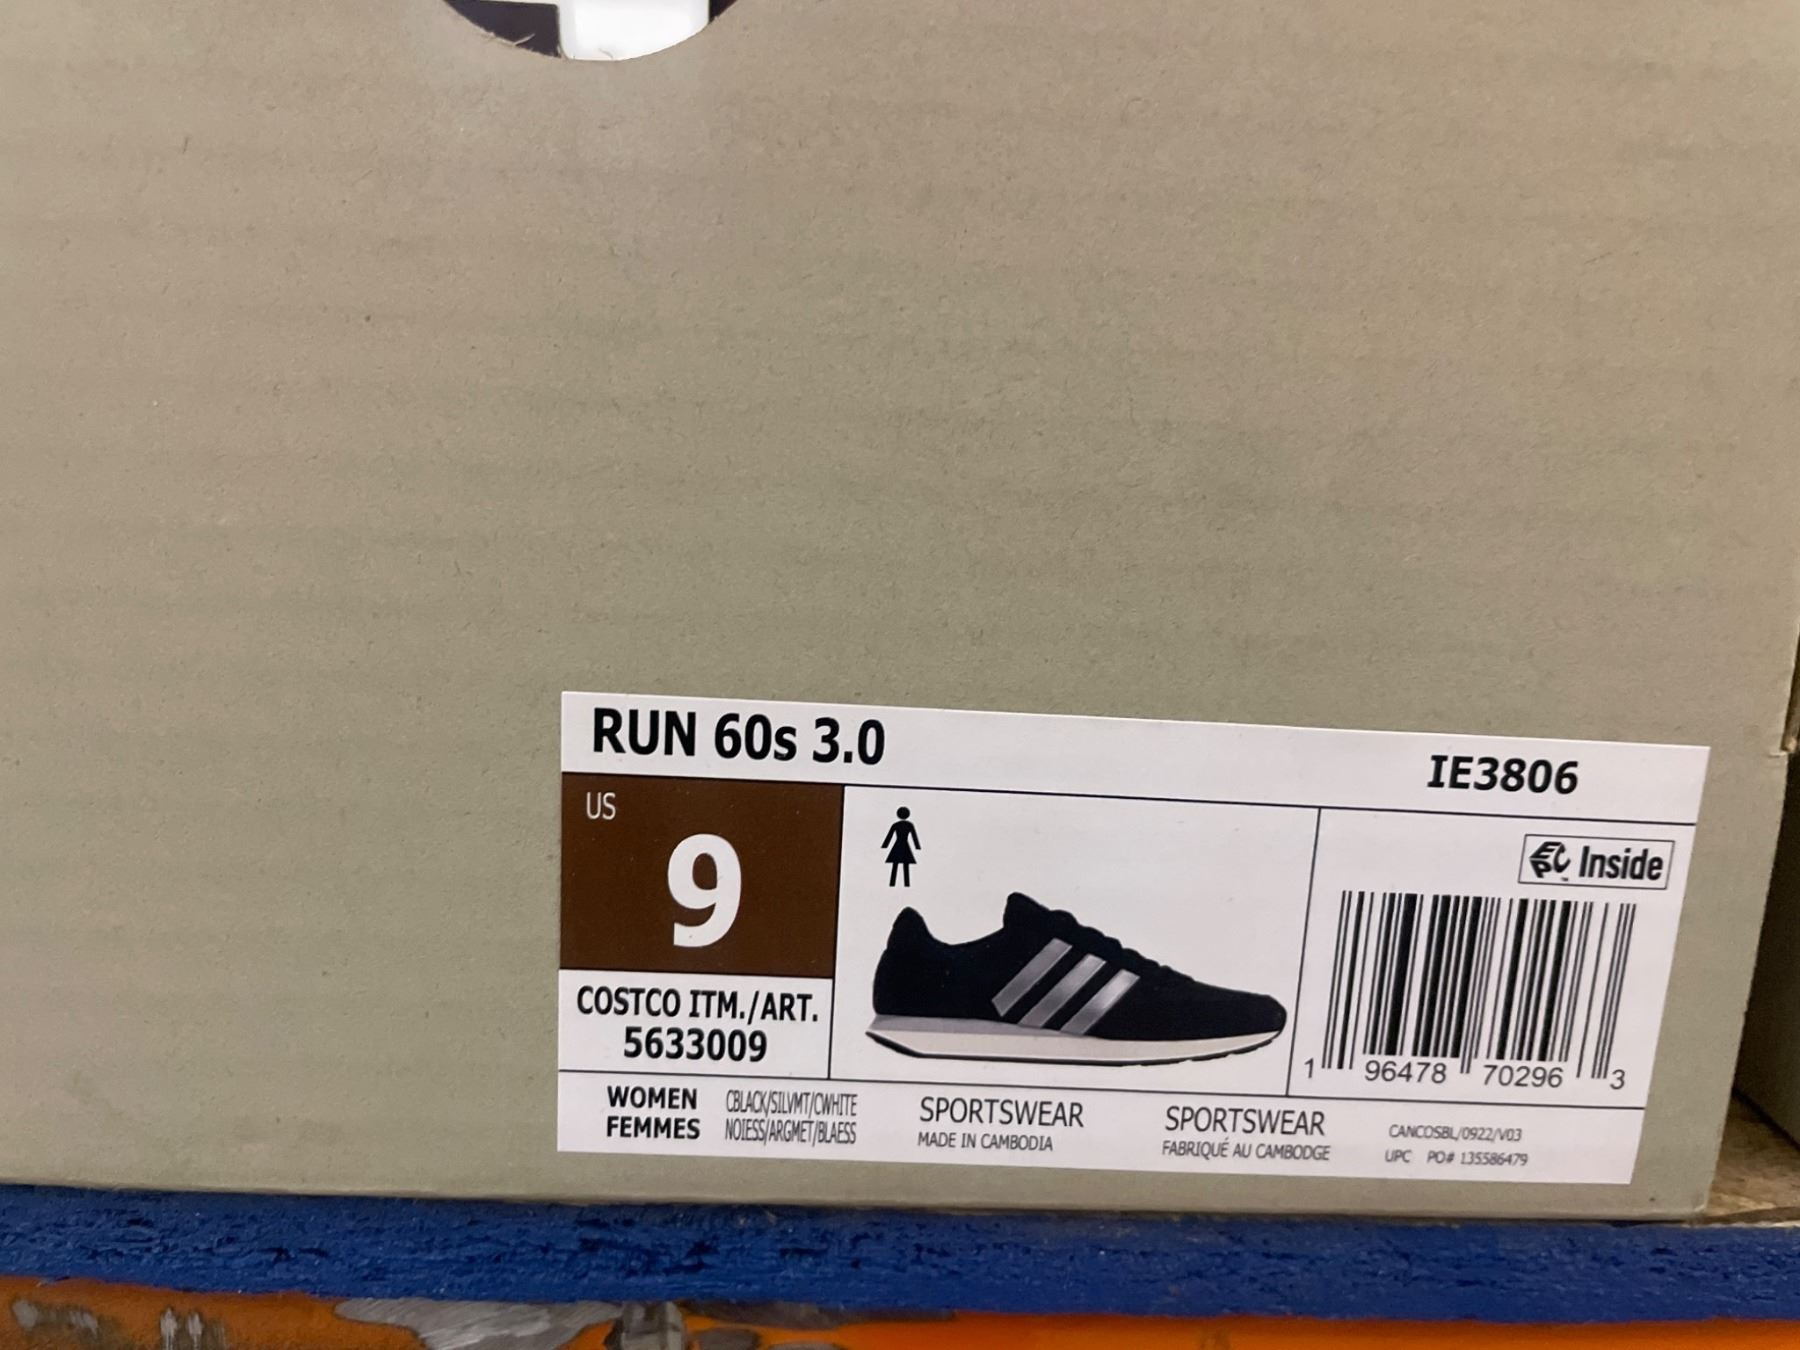 RUN 60s 3.0
IE3806
US
9
EPC Inside
COSTCO ITM./ART.
5633009
1 96478 70296 3
WOMEN
FEMMES
CBLACK/SILVMT/CWHITE
NOIESS/ARGMET/BLAESS
SPORTSWEAR
MADE IN CAMBODIA
SPORTSWEAR
FABRIQUÉ AU CAMBODGE
CANCOSBL/0922/V03
UPC PO# 135586479